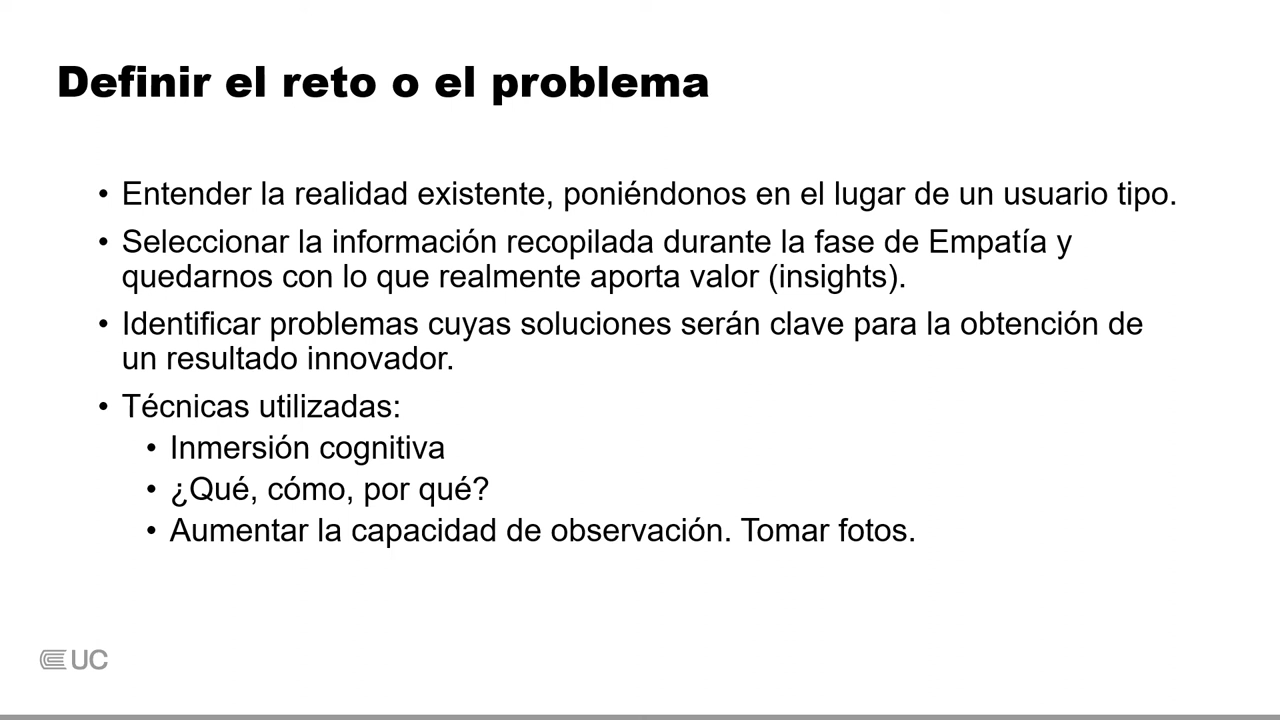 Definir el reto o el problema
• Entender la realidad existente, poniéndonos en el lugar de un usuario tipo.
• Seleccionar la información recopilada durante la fase de Empatía y
quedarnos con lo que realmente aporta valor (insights).
• Identificar problemas cuyas soluciones serán clave para la obtención de
un resultado innovador.
• Técnicas utilizadas:
• Inmersión cognitiva
• ¿Qué, cómo, por qué?
• Aumentar la capacidad de observación. Tomar fotos.
UC